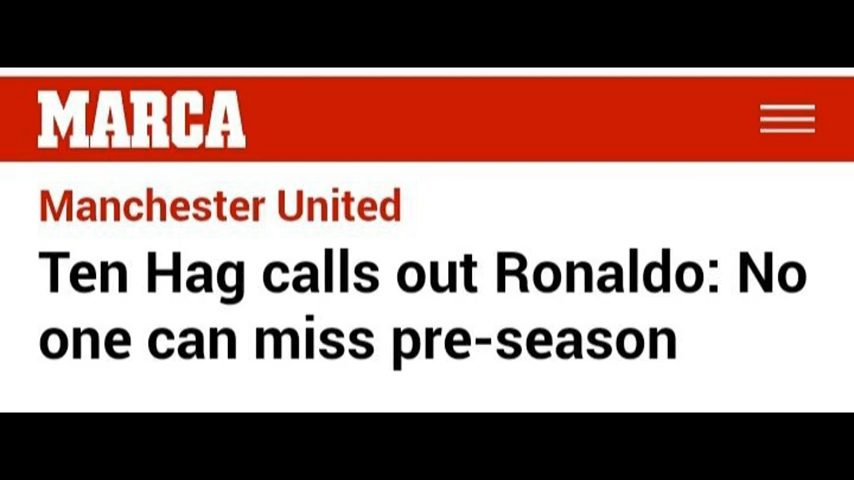 MARCA
Manchester United
Ten Hag calls out Ronaldo: No
one can miss pre-season